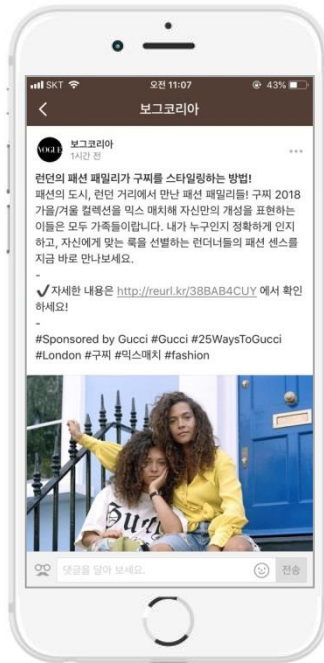 SKT 오전 11:07 43%
보그코리아
VOGUE
보그코리아
1시간 전
런던의 패션 패밀리가 구찌를 스타일링하는 방법!
패션의 도시, 런던 거리에서 만난 패션 패밀리들! 구찌 2018
가을/겨울 컬렉션을 믹스 매치해 자신만의 개성을 표현하는
이들은 모두 가족들이랍니다. 내가 누구인지 정확하게 인지
하고, 자신에게 맞는 룩을 선별하는 런더너들의 패션 센스를
지금 바로 만나보세요.
-
✓자세한 내용은 http://reurl.kr/38BAB4CUY 에서 확인
하세요!
-
#Sponsored by Gucci #Gucci #25WaysToGucci
#London #구찌 #믹스매치 #fashion
댓글을 달아 보세요.
전송